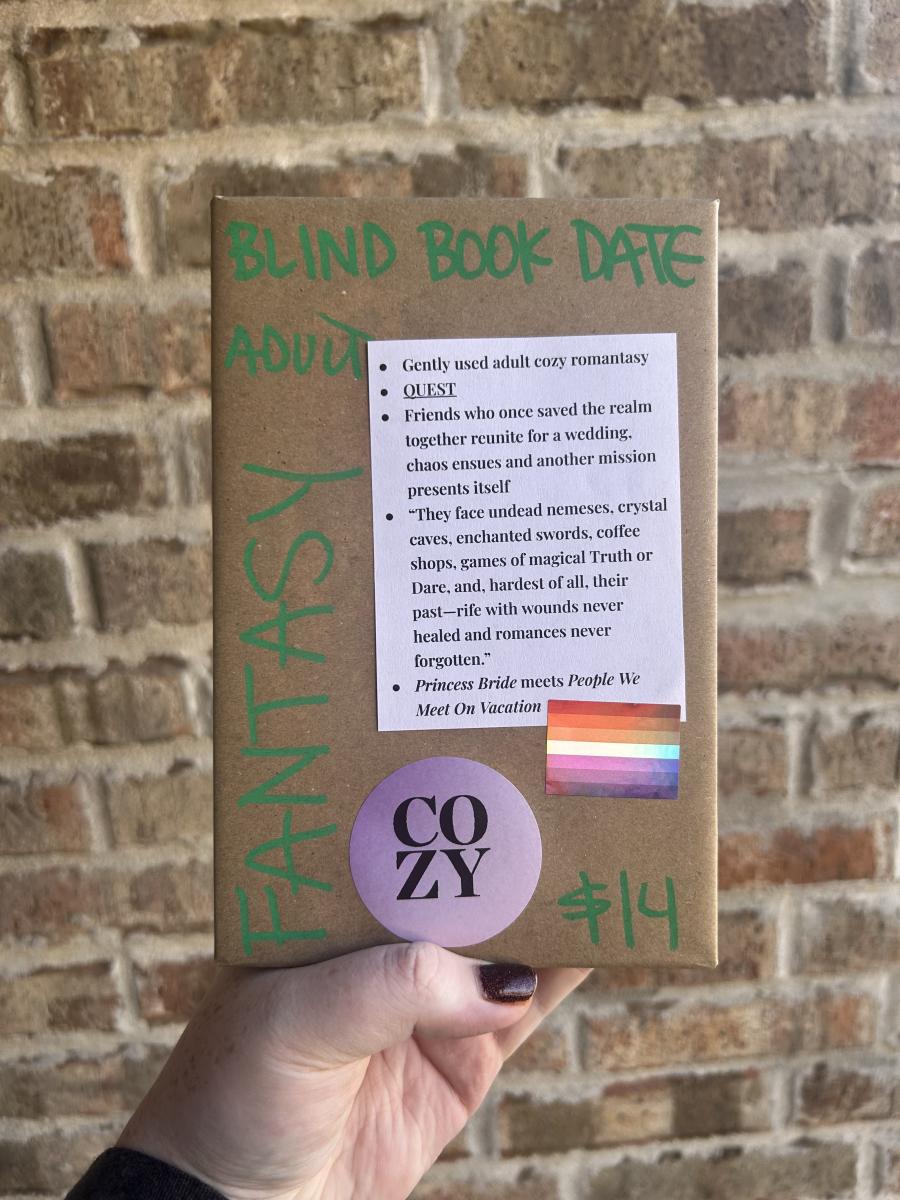 BLIND BOOK DATE
ADULT
FANTASY
• Gently used adult cozy romantasy
• QUEST
• Friends who once saved the realm
together reunite for a wedding,
chaos ensues and another mission
presents itself
• “They face undead nemeses, crystal
caves, enchanted swords, coffee
shops, games of magical Truth or
Dare, and, hardest of all, their
past—rife with wounds never
healed and romances never
forgotten.”
• Princess Bride meets People We
Meet On Vacation
CO
ZY
$14